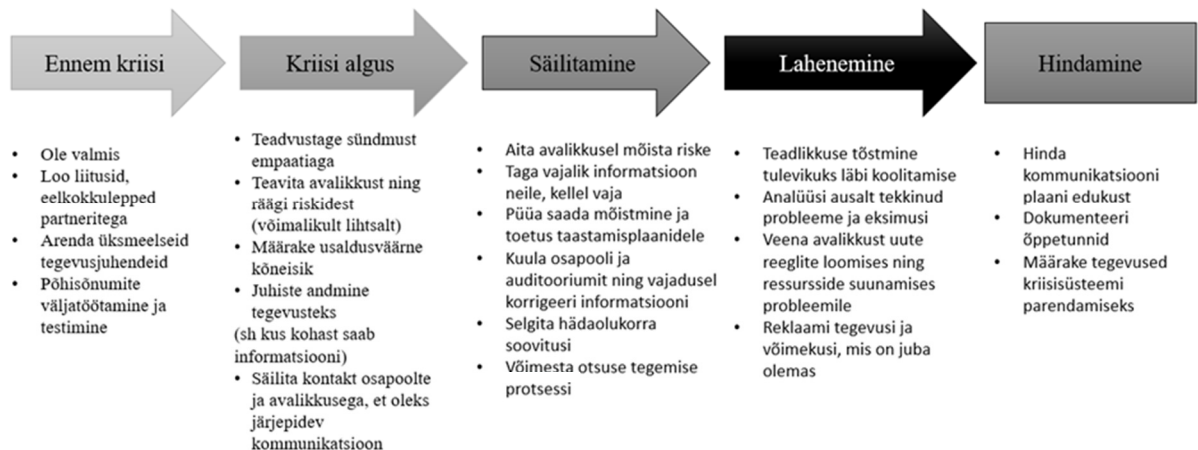 Ennem kriisi
• Ole valmis
• Loo liitusid,
eelkokkulepped
partneritega
• Arenda üksmeelseid
tegevusjuhendeid
• Põhisõnumite
väljatöötamine ja
testimine
Kriisi algus
• Teadvustage sündmust
empaatiaga
• Teavita avalikkust ning
räägi riskidest
(võimalikult lihtsalt)
• Määrake usaldusväärne
kõneisik
• Juhiste andmine
tegevusteks
(sh kus kohast saab
informatsiooni)
• Säilita kontakt osapoolte
ja avalikkusega, et oleks
järjepidev
kommunikatsioon
Säilitamine
• Aita avalikkusel mõista riske
• Taga vajalik informatsioon
neile, kellel vaja
• Püüa saada mõistmine ja
toetus taastamisplaanidele
• Kuula osapooli ja
auditooriumit ning vajadusel
korrigeeri informatsiooni
• Selgita hädaolukorra
soovitusi
• Võimesta otsuse tegemise
protsessi
Lahenemine
• Teadlikkuse tõstmine
tulevikuks läbi koolitamise
• Analüüsi ausalt tekkinud
probleeme ja eksimusi
• Veena avalikkust uute
reeglite loomises ning
ressursside suunamises
probleemile
• Reklaami tegevusi ja
võimekusi, mis on juba
olemas
Hindamine
• Hinda
kommunikatsiooni
plaani edukust
• Dokumenteeri
õppetunnid
• Määrake tegevused
kriisisüsteemi
parendamiseks